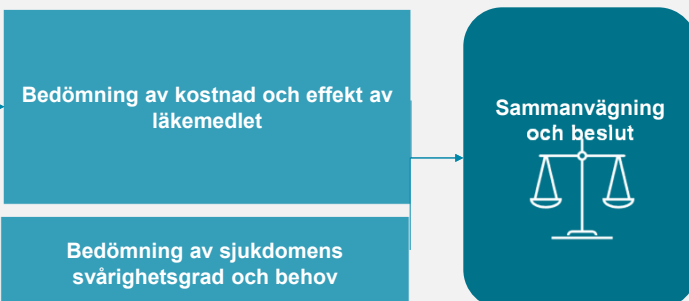 Bedömning av kostnad och effekt av
läkemedlet
Sammanvägning
och beslut
Bedömning av sjukdomens
svårighetsgrad och behov